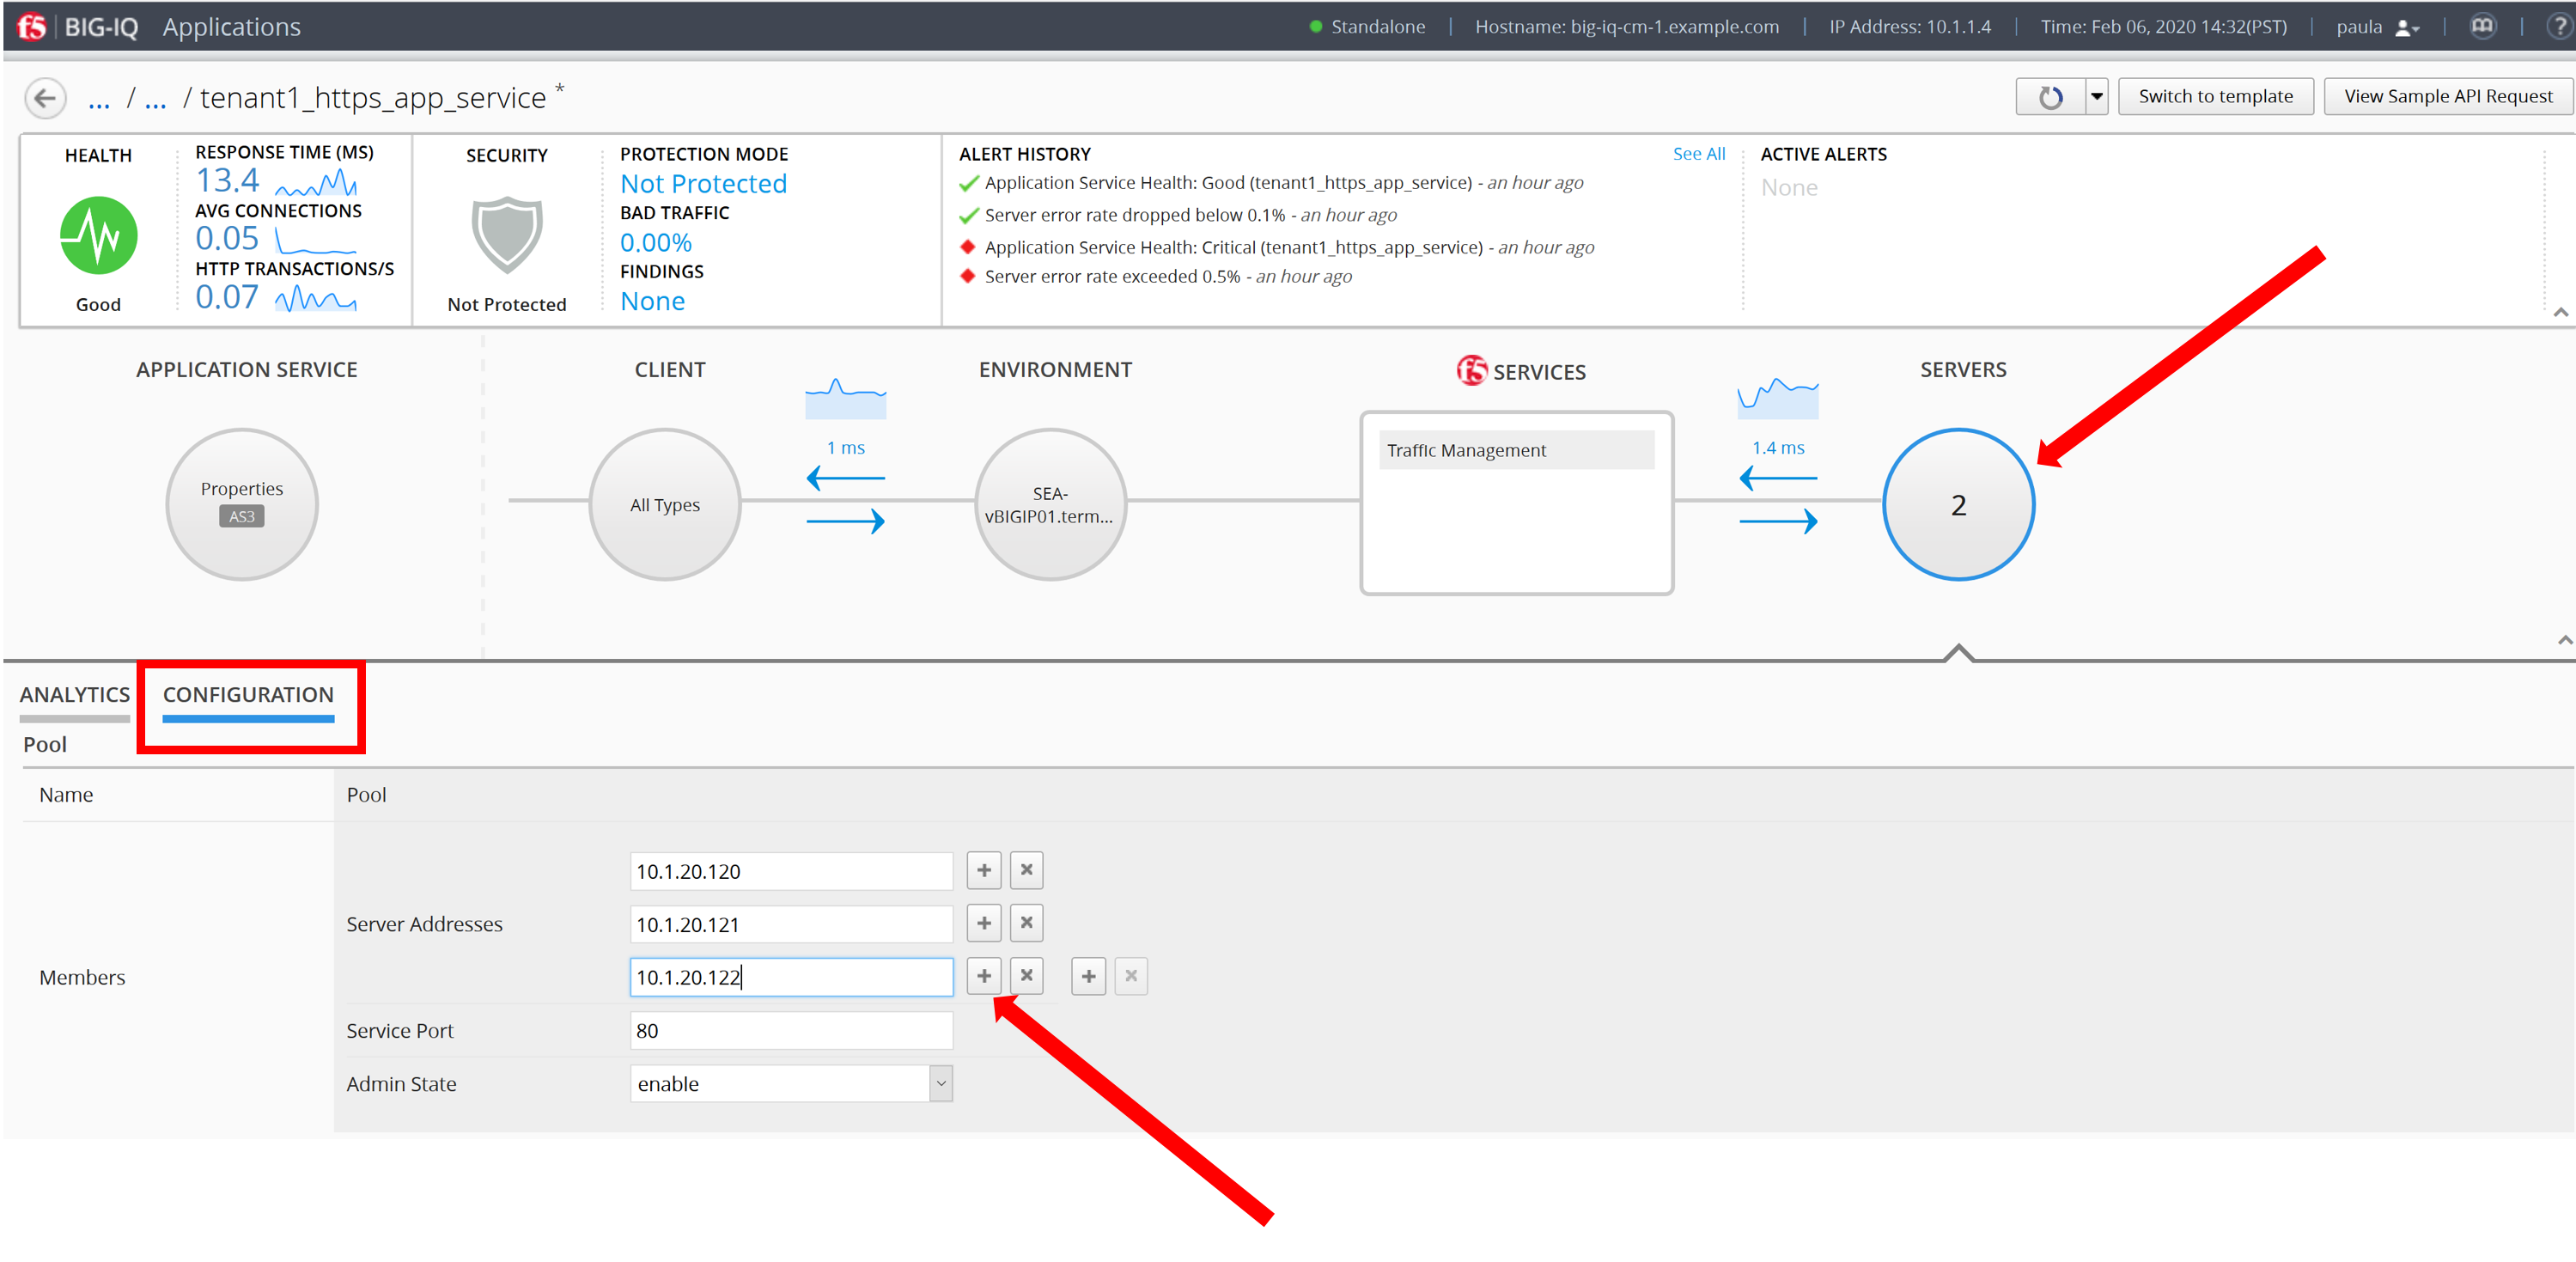 f5 BIG-IQ Applications
Standalone | Hostname: big-iq-cm-1.example.com | IP Address: 10.1.1.4 | Time: Feb 06, 2020 14:32(PST) | paula
?
... / ... / tenant1_https_app_service *
Switch to template
View Sample API Request
HEALTH
Good
RESPONSE TIME (MS)
13.4
AVG CONNECTIONS
0.05
HTTP TRANSACTIONS/S
0.07
SECURITY
Not Protected
PROTECTION MODE
Not Protected
BAD TRAFFIC
0.00%
FINDINGS
None
ALERT HISTORY
See All
Application Service Health: Good (tenant1_https_app_service) - an hour ago
Server error rate dropped below 0.1% - an hour ago
Application Service Health: Critical (tenant1_https_app_service) - an hour ago
Server error rate exceeded 0.5% - an hour ago
ACTIVE ALERTS
None
APPLICATION SERVICE
CLIENT
ENVIRONMENT
f5 SERVICES
SERVERS
Properties
AS3
All Types
1 ms
SEA-
vBIGIP01.term...
Traffic Management
1.4 ms
2
ANALYTICS
CONFIGURATION
Pool
Name
Pool
Members
Server Addresses
10.1.20.120
10.1.20.121
10.1.20.122
Service Port
80
Admin State
enable